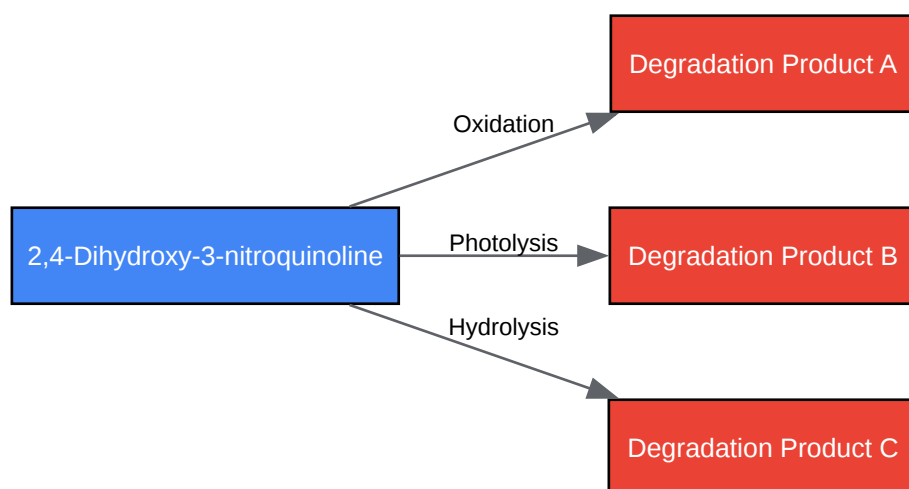 Degradation Product A
Oxidation
2,4-Dihydroxy-3-nitroquinoline
Photolysis
Degradation Product B
Hydrolysis
Degradation Product C